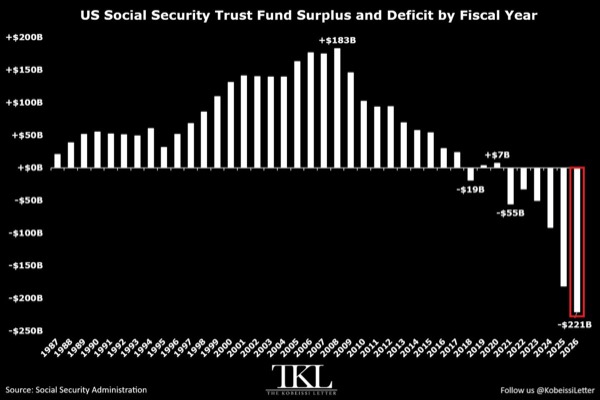 US Social Security Trust Fund Surplus and Deficit by Fiscal Year
+$200B
+$183B
+$150B
+$100B
+$50B
+$7B
+$0B
-$19B
-$50B
-$55B
-$100B
-$150B
-$200B
-$221B
-$250B
1987 1988 1989 1990 1991 1992 1993 1994 1995 1996 1997 1998 1999 2000 2001 2002 2003 2004 2005 2006 2007 2008 2009 2010 2011 2012 2013 2014 2015 2016 2017 2018 2019 2020 2021 2022 2023 2024 2025 2026
TKL
THE KOBEISSI LETTER
Source: Social Security Administration
Follow us @KobeissiLetter